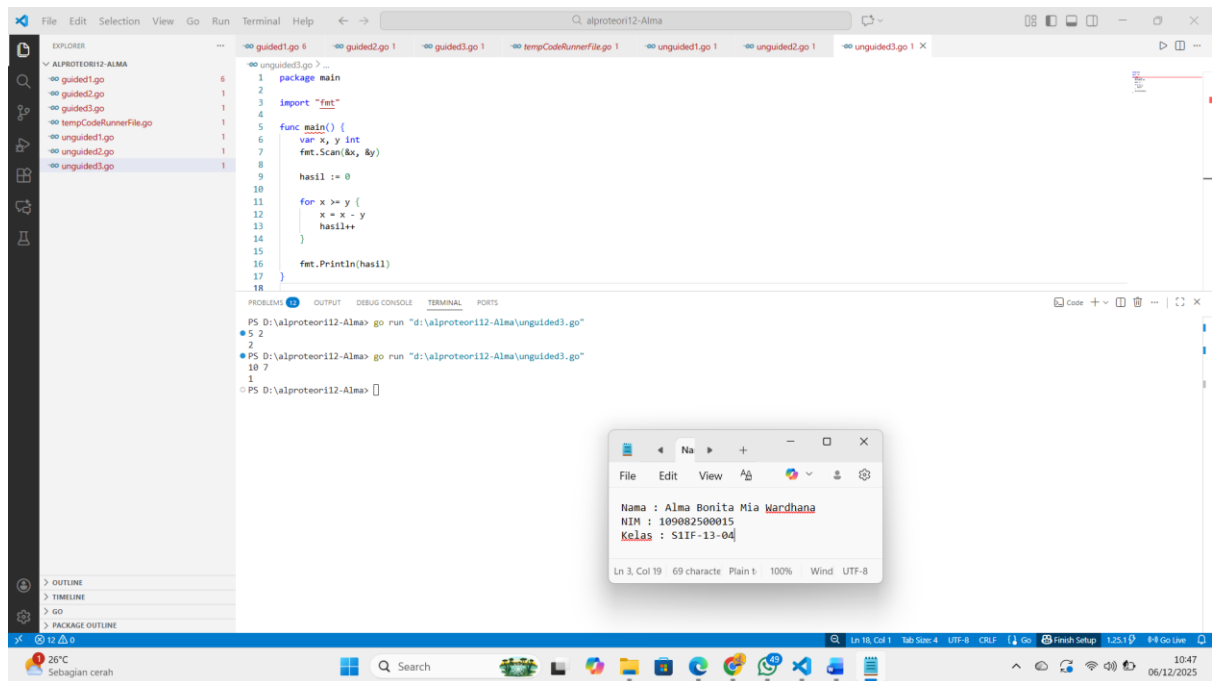 File Edit Selection View Go Run Terminal Help
alproteori12-Alma
EXPLORER
guided1.go 6 guided2.go 1 guided3.go 1 tempCodeRunnerFile.go 1 unguided1.go 1 unguided2.go 1 unguided3.go 1
ALPROTEORI12-ALMA
guided1.go 6
guided2.go 1
guided3.go 1
tempCodeRunnerFile.go 1
unguided1.go 1
unguided2.go 1
unguided3.go 1
OUTLINE
TIMELINE
GO
PACKAGE OUTLINE
unguided3.go > ...
1 package main
2
3 import "fmt"
4
5 func main() {
6 var x, y int
7 fmt.Scan(&x, &y)
8
9 hasil := 0
10
11 for x >= y {
12 x = x - y
13 hasil++
14 }
15
16 fmt.Println(hasil)
17 }
18
PROBLEMS 12 OUTPUT DEBUG CONSOLE TERMINAL PORTS
Code
PS D:\alproteori12-Alma> go run "d:\alproteori12-Alma\unguided3.go"
5 2
2
PS D:\alproteori12-Alma> go run "d:\alproteori12-Alma\unguided3.go"
10 7
1
PS D:\alproteori12-Alma>
Na
File Edit View
Nama : Alma Bonita Mia Wardhana
NIM : 109082500015
Kelas : S1IF-13-04
Ln 3, Col 19 69 characte Plain t 100% Wind UTF-8
12 0
Ln 18, Col 1 Tab Size: 4 UTF-8 CRLF Go Finish Setup 1.25.1 Go Live
1
26°C
Sebagian cerah
Search
49
10:47
06/12/2025